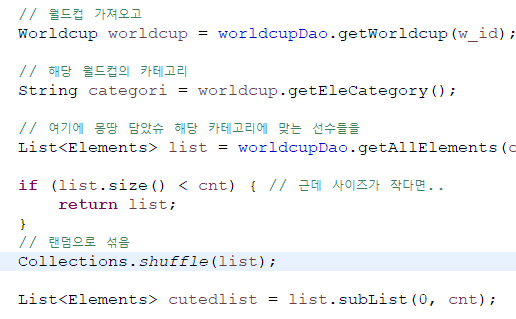 // 월드컵 가져오고
Worldcup worldcup = worldcupDao.getWorldcup(w_id);
// 해당 월드컵의 카테고리
String categori = worldcup.getEleCategory();
// 여기에 몽땅 담았슈 해당 카테고리에 맞는 선수들을
List<Elements> list = worldcupDao.getAllElements(c
if (list.size() < cnt) { // 근데 사이즈가 작다면..
return list;
}
// 랜덤으로 섞음
Collections.shuffle(list);
List<Elements> cutedlist = list.subList(0, cnt);